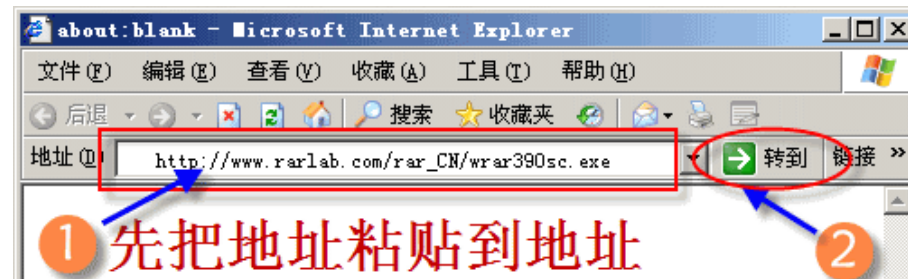 about:blank - Microsoft Internet Explorer
文件(F) 编辑(E) 查看(V) 收藏(A) 工具(T) 帮助(H)
后退 搜索 收藏夹
地址(D) http://www.rarlab.com/rar_CN/wrar390sc.exe 转到 链接 »
1 先把地址粘贴到地址 2